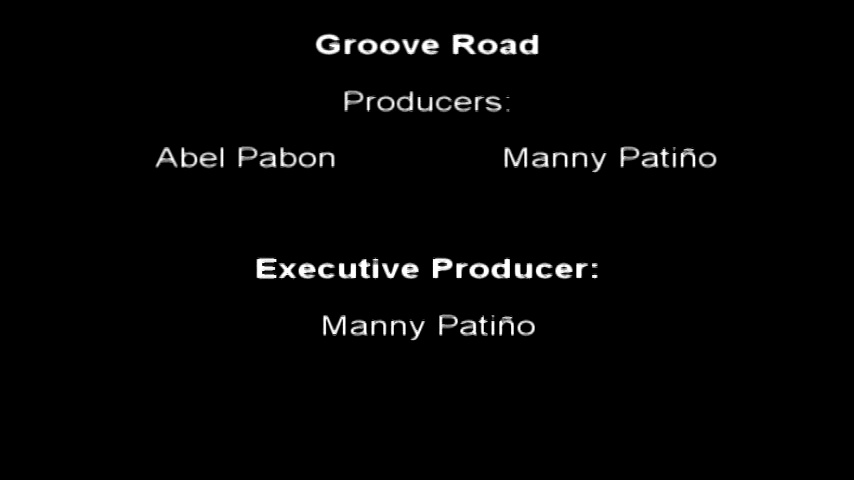 Groove Road
Producers:
Abel Pabon Manny Patiño
Executive Producer:
Manny Patiño